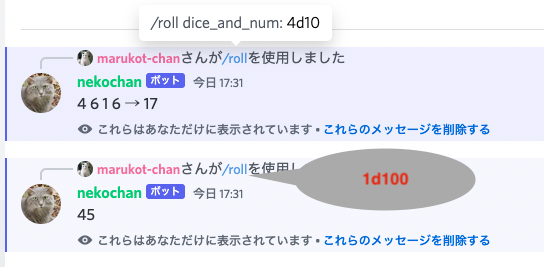 /roll dice_and_num: 4d10
marukot-chanさんが/rollを使用しました
nekochan ボット 今日 17:31
4 6 1 6 → 17
これらはあなただけに表示されています • これらのメッセージを削除する
marukot-chanさんが/rollを使用し
1d100
nekochan ボット 今日 17:31
45
これらはあなただけに表示されています • これらのメッセージを削除する